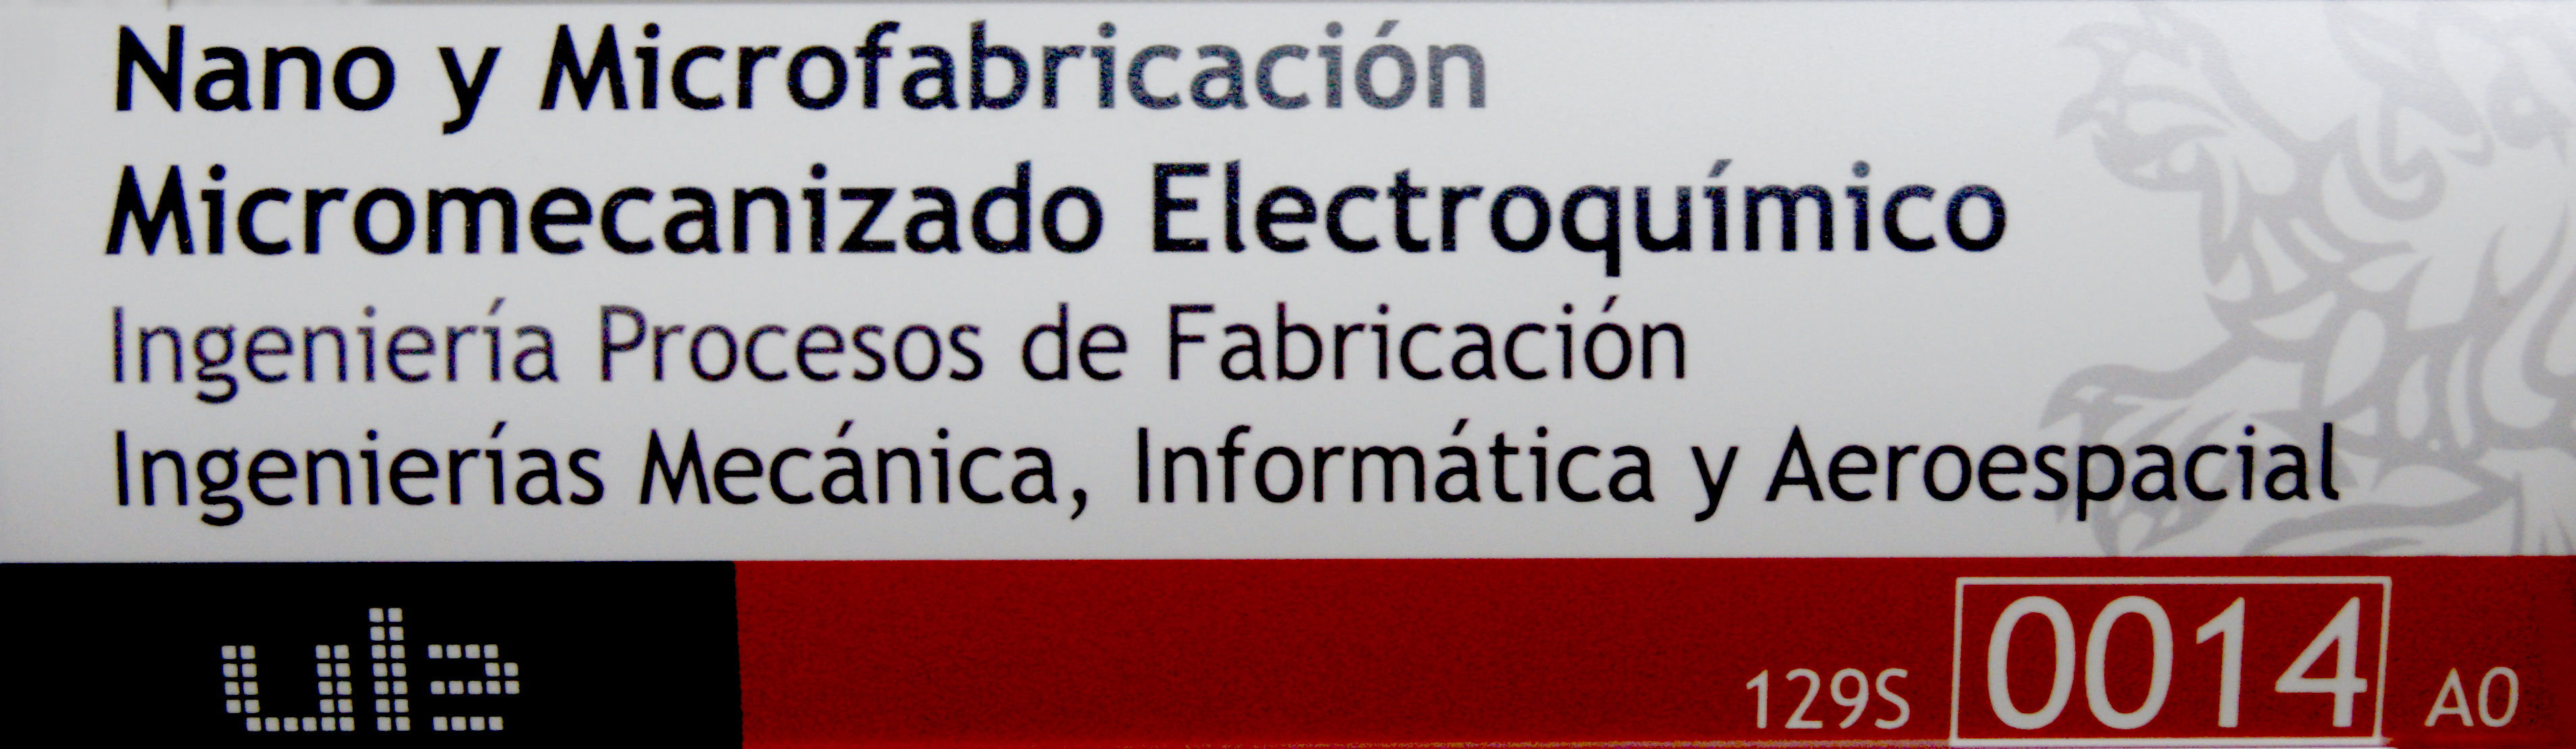 Nano y Microfabricación
Micromecanizado Electroquímico
Ingeniería Procesos de Fabricación
Ingenierías Mecánica, Informática y Aeroespacial
ule
129S 0014 A0